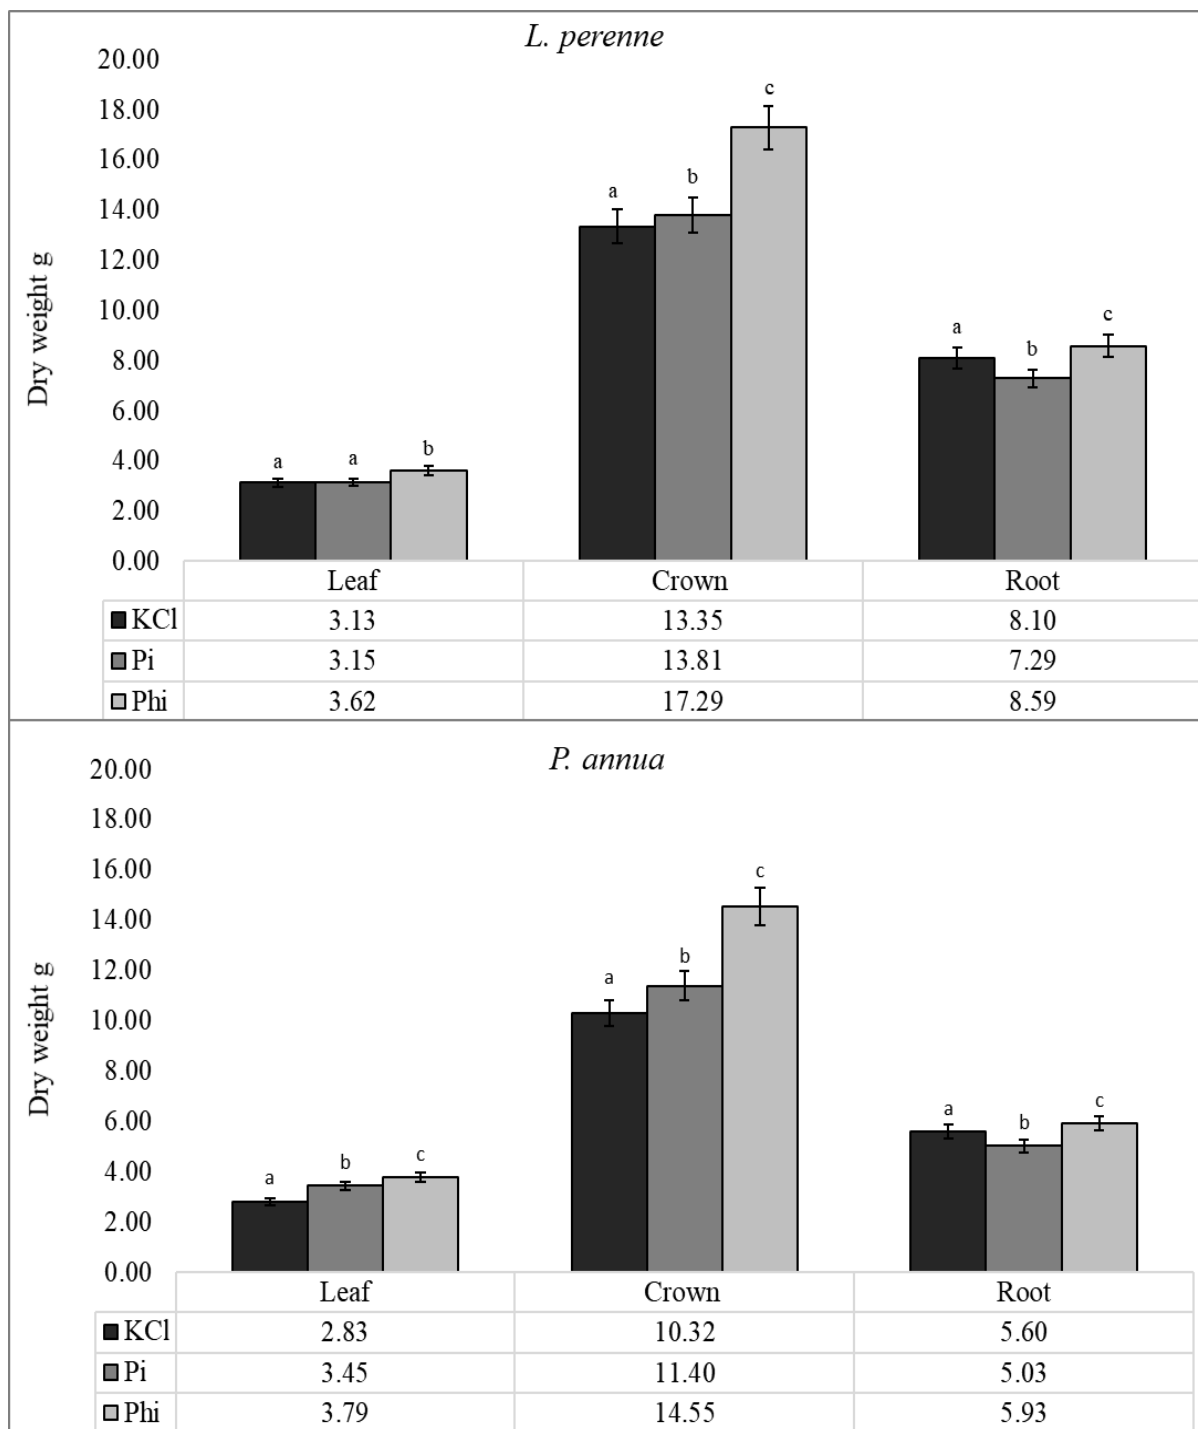 L. perenne
20.00
18.00
16.00
14.00
12.00
10.00
8.00
6.00
4.00
2.00
0.00
Dry weight g
a a b
a b c
a b c
Leaf Crown Root
KCl 3.13 13.35 8.10
Pi 3.15 13.81 7.29
Phi 3.62 17.29 8.59
P. annua
20.00
18.00
16.00
14.00
12.00
10.00
8.00
6.00
4.00
2.00
0.00
Dry weight g
a b c
a b c
a b c
Leaf Crown Root
KCl 2.83 10.32 5.60
Pi 3.45 11.40 5.03
Phi 3.79 14.55 5.93